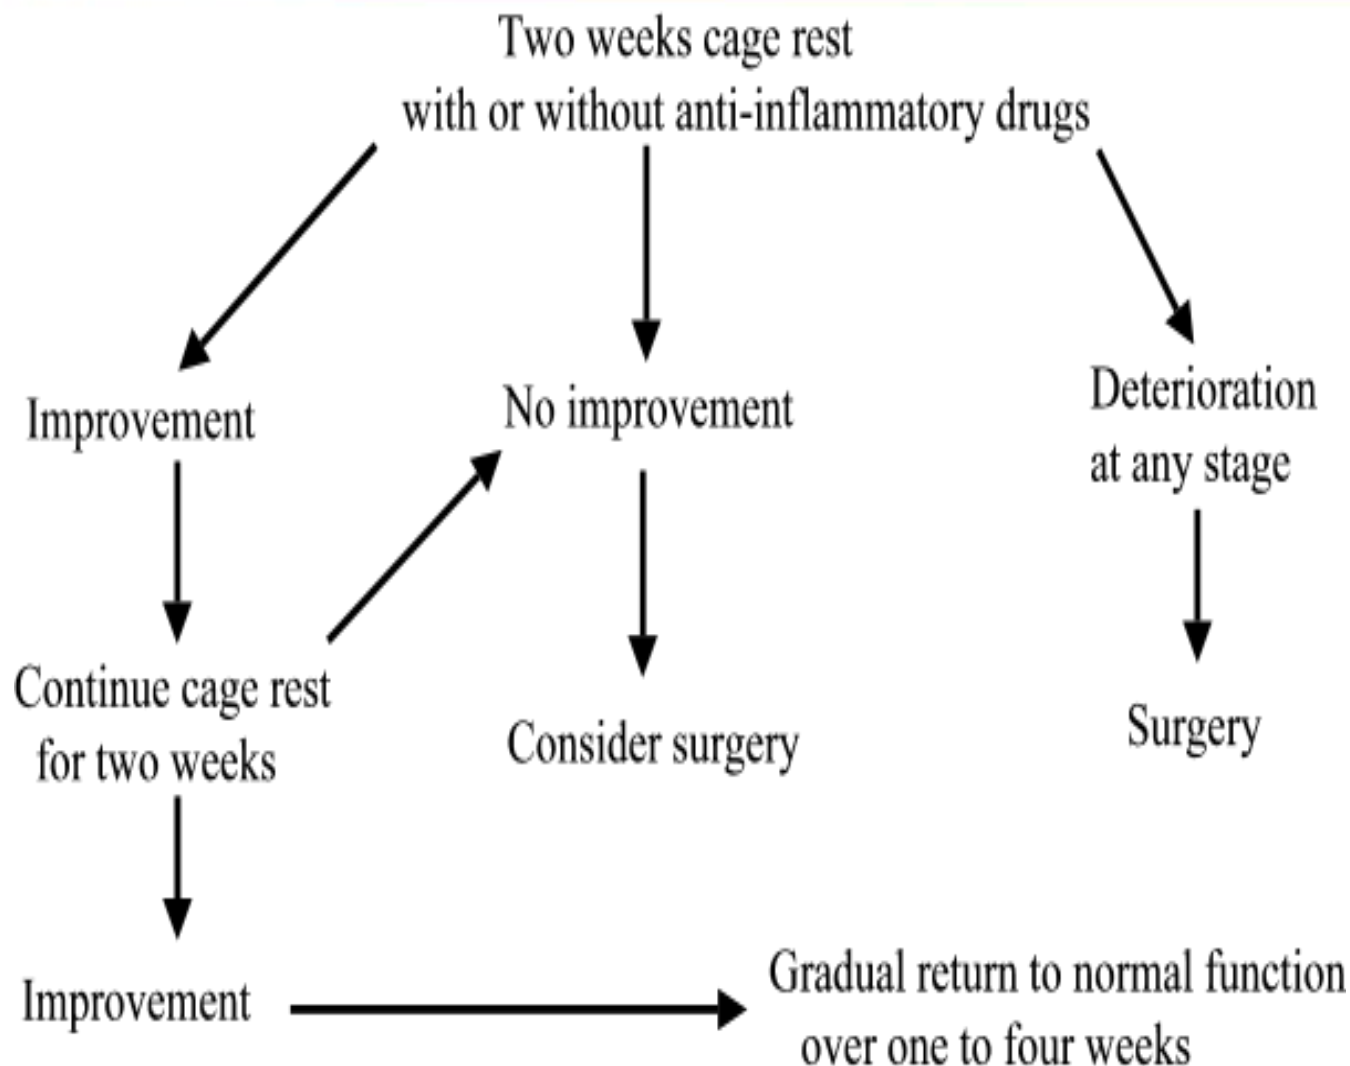 Two weeks cage rest
with or without anti-inflammatory drugs
Improvement
No improvement
Deterioration
at any stage
Continue cage rest
for two weeks
Consider surgery
Surgery
Improvement
Gradual return to normal function
over one to four weeks